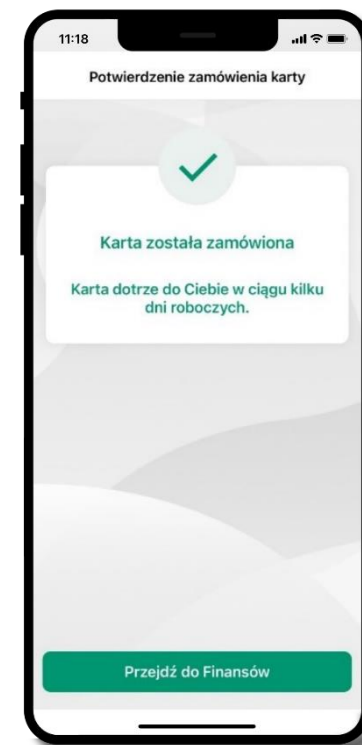 11:18
Potwierdzenie zamówienia karty
Karta została zamówiona
Karta dotrze do Ciebie w ciągu kilku
dni roboczych.
Przejdź do Finansów